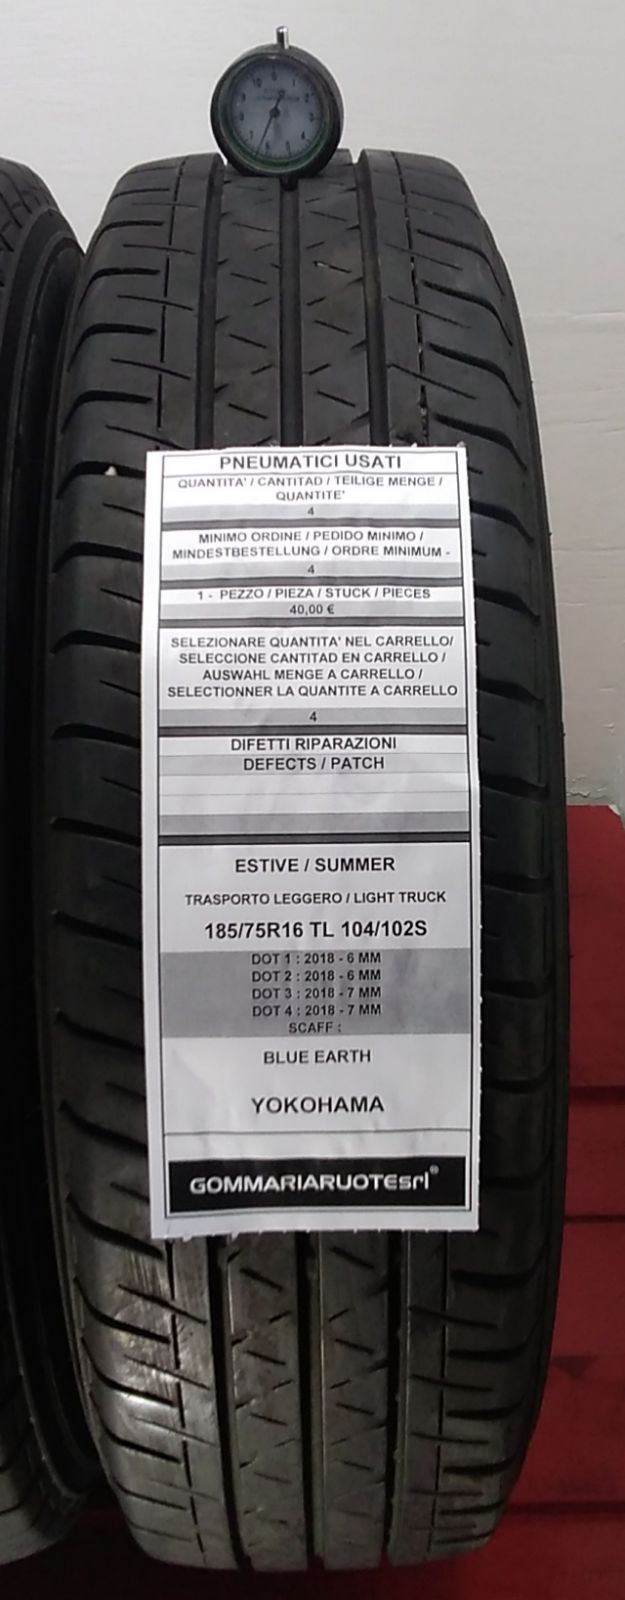 PNEUMATICI USATI
QUANTITA' / CANTITAD / TEILIGE MENGE /
QUANTITE'
4
MINIMO ORDINE / PEDIDO MINIMO /
MINDESTBESTELLUNG / ORDRE MINIMUM -
4
1 - PEZZO / PIEZA / STUCK / PIECES
40,00 €
SELEZIONARE QUANTITA' NEL CARRELLO/
SELECCIONE CANTITAD EN CARRELLO /
AUSWAHL MENGE A CARRELLO /
SELECTIONNER LA QUANTITE A CARRELLO
4
DIFETTI RIPARAZIONI
DEFECTS / PATCH
ESTIVE / SUMMER
TRASPORTO LEGGERO / LIGHT TRUCK
185/75R16 TL 104/102S
DOT 1 : 2018 - 6 MM
DOT 2 : 2018 - 6 MM
DOT 3 : 2018 - 7 MM
DOT 4 : 2018 - 7 MM
SCAFF :
BLUE EARTH
YOKOHAMA
GOMMARIARUOTEsrl®